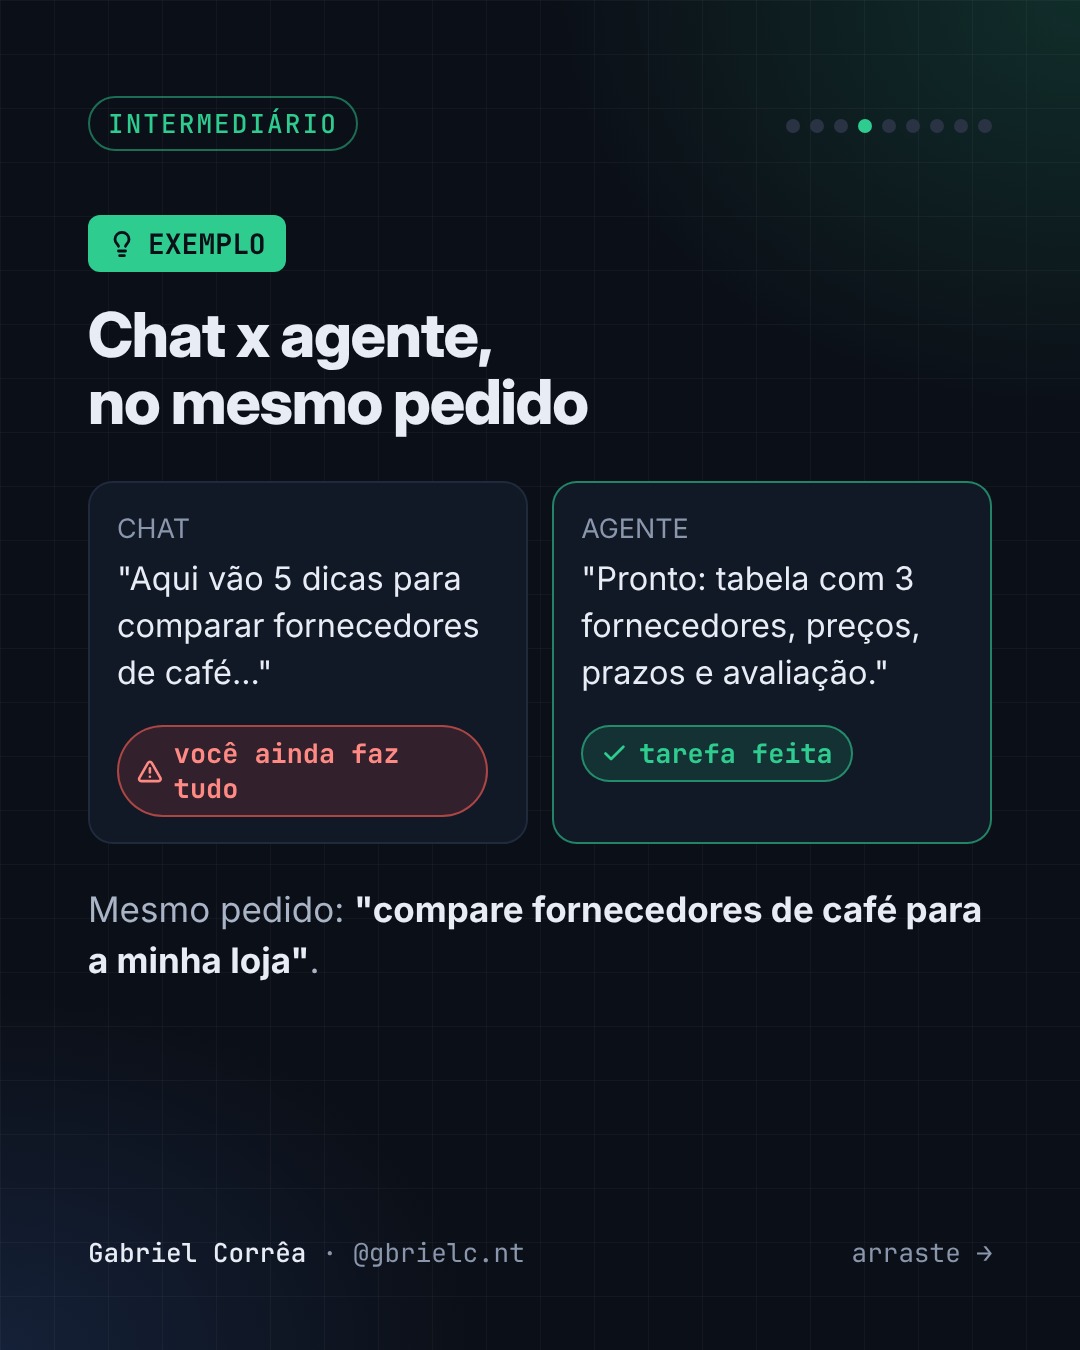 INTERMEDIÁRIO
EXEMPLO
Chat x agente,
no mesmo pedido
CHAT
"Aqui vão 5 dicas para
comparar fornecedores
de café..."
você ainda faz
tudo
AGENTE
"Pronto: tabela com 3
fornecedores, preços,
prazos e avaliação."
tarefa feita
Mesmo pedido: "compare fornecedores de café para
a minha loja".
Gabriel Corrêa · @gbrielc.nt
arraste →